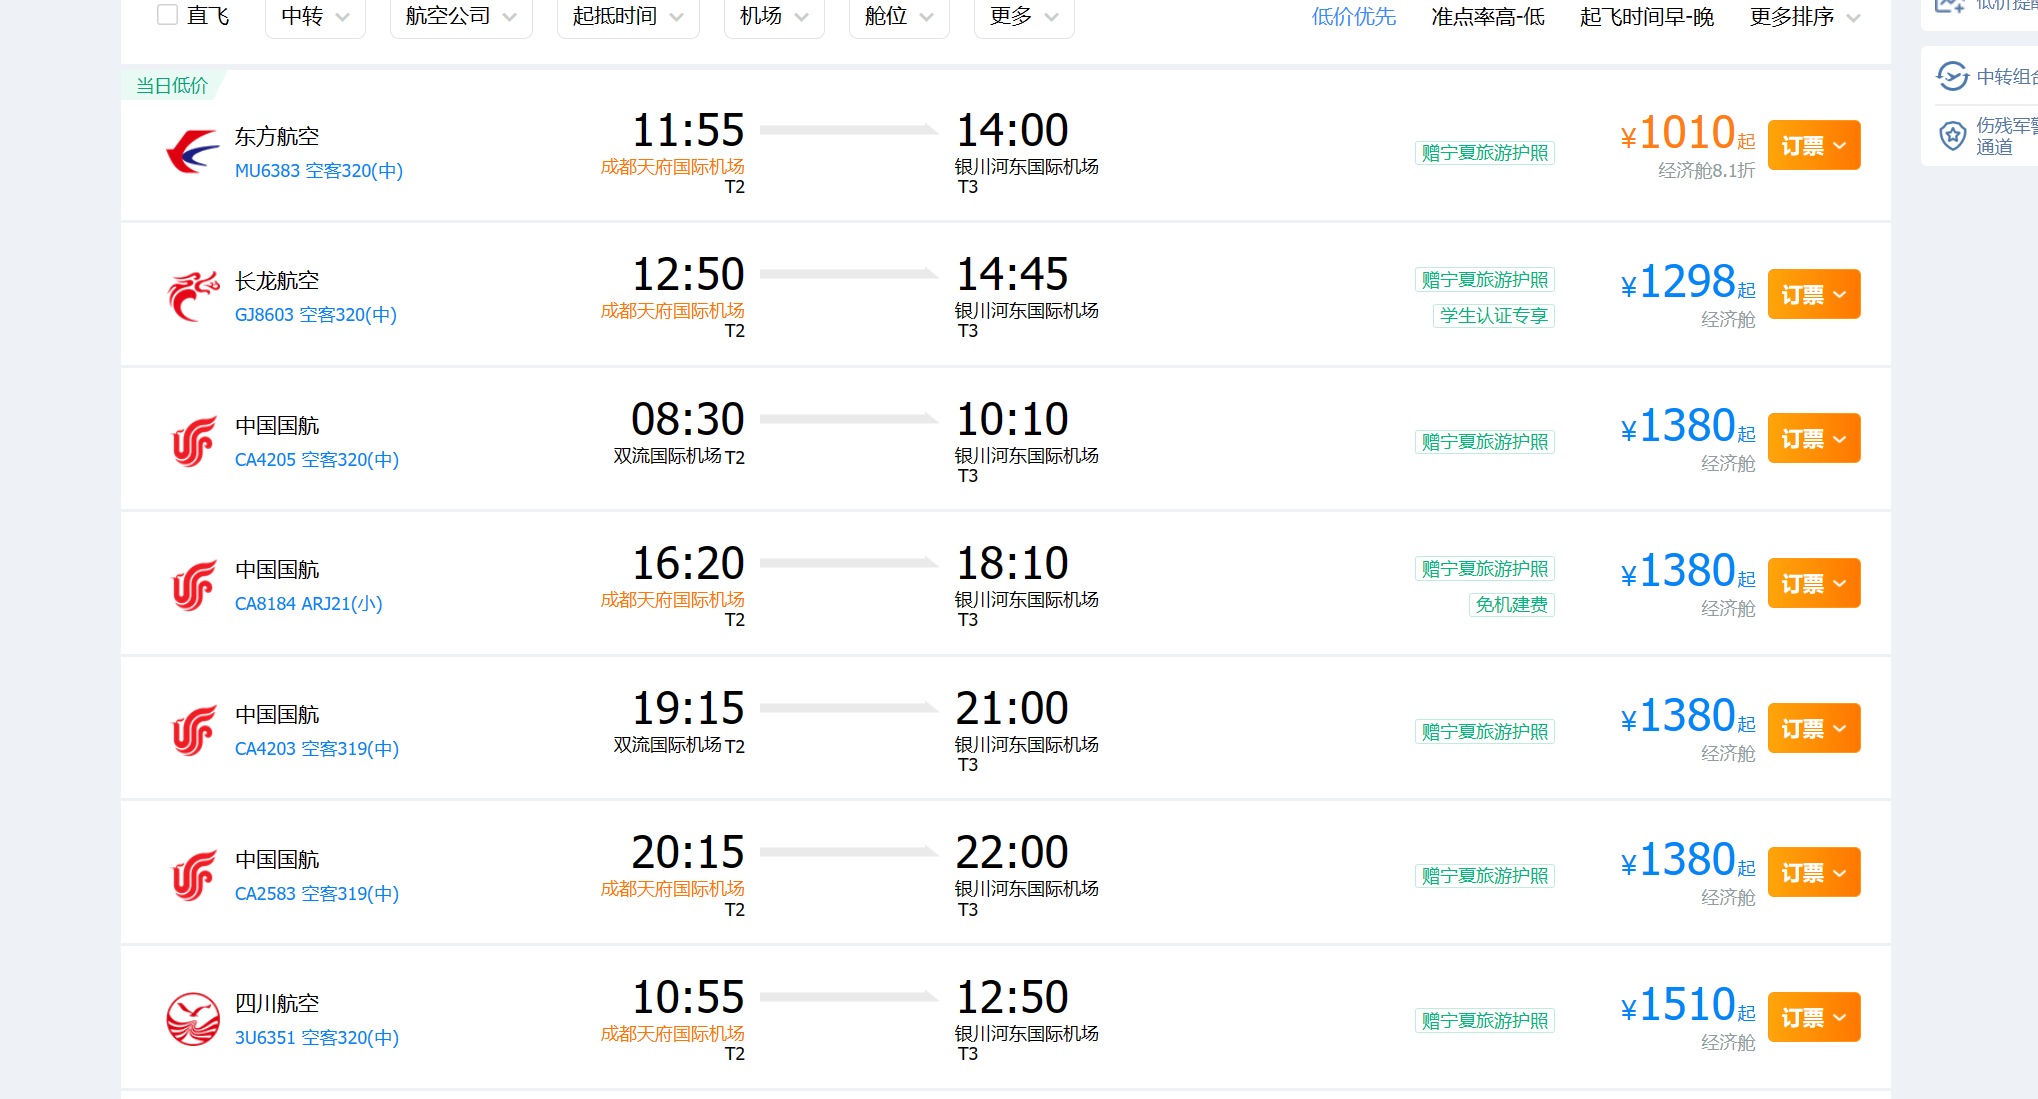 直飞 中转 航空公司 起抵时间 机场 舱位 更多 低价优先 准点率高-低 起飞时间早-晚 更多排序
中转组合
伤残军警
通道
当日低价
东方航空
MU6383 空客320(中)
11:55
成都天府国际机场
T2
14:00
银川河东国际机场
T3
赠宁夏旅游护照
¥1010起
经济舱8.1折
订票
长龙航空
GJ8603 空客320(中)
12:50
成都天府国际机场
T2
14:45
银川河东国际机场
T3
赠宁夏旅游护照
学生认证专享
¥1298起
经济舱
订票
中国国航
CA4205 空客320(中)
08:30
双流国际机场 T2
10:10
银川河东国际机场
T3
赠宁夏旅游护照
¥1380起
经济舱
订票
中国国航
CA8184 ARJ21(小)
16:20
成都天府国际机场
T2
18:10
银川河东国际机场
T3
赠宁夏旅游护照
免机建费
¥1380起
经济舱
订票
中国国航
CA4203 空客319(中)
19:15
双流国际机场 T2
21:00
银川河东国际机场
T3
赠宁夏旅游护照
¥1380起
经济舱
订票
中国国航
CA2583 空客319(中)
20:15
成都天府国际机场
T2
22:00
银川河东国际机场
T3
赠宁夏旅游护照
¥1380起
经济舱
订票
四川航空
3U6351 空客320(中)
10:55
成都天府国际机场
T2
12:50
银川河东国际机场
T3
赠宁夏旅游护照
¥1510起
经济舱
订票